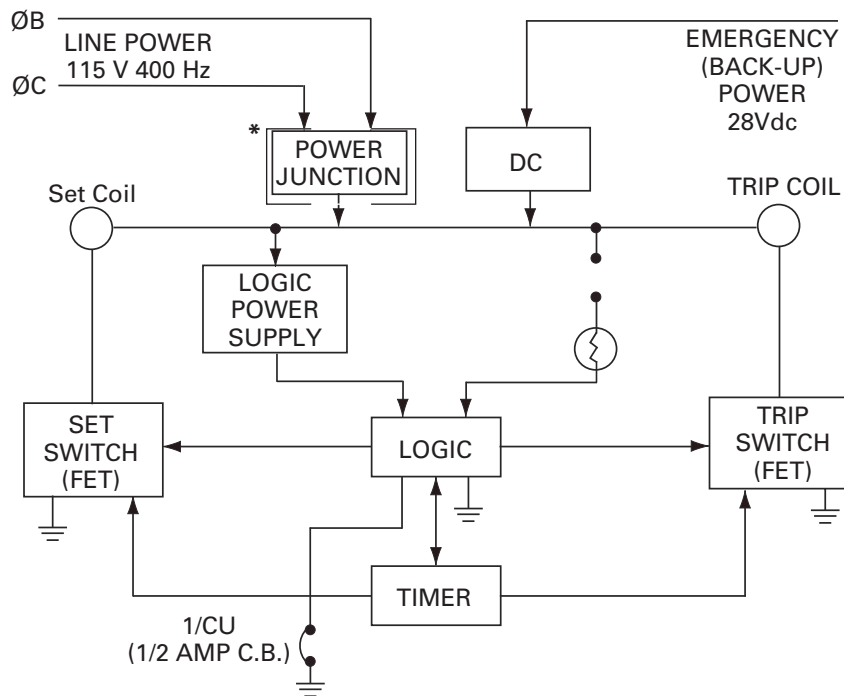 ØB
LINE POWER
115 V 400 Hz
ØC
EMERGENCY
(BACK-UP)
POWER
28Vdc
*
POWER
JUNCTION
DC
Set Coil
TRIP COIL
LOGIC
POWER
SUPPLY
SET
SWITCH
(FET)
LOGIC
TRIP
SWITCH
(FET)
TIMER
1/CU
(1/2 AMP C.B.)